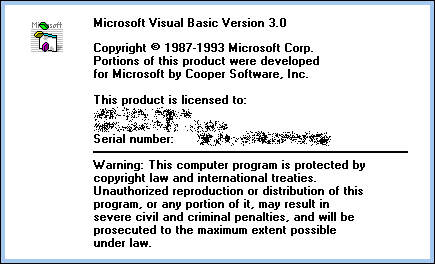 Microsoft
Microsoft Visual Basic Version 3.0
Copyright © 1987-1993 Microsoft Corp.
Portions of this product were developed
for Microsoft by Cooper Software, Inc.
This product is licensed to:
Serial number:
Warning: This computer program is protected by
copyright law and international treaties.
Unauthorized reproduction or distribution of this
program, or any portion of it, may result in
severe civil and criminal penalties, and will be
prosecuted to the maximum extent possible
under law.